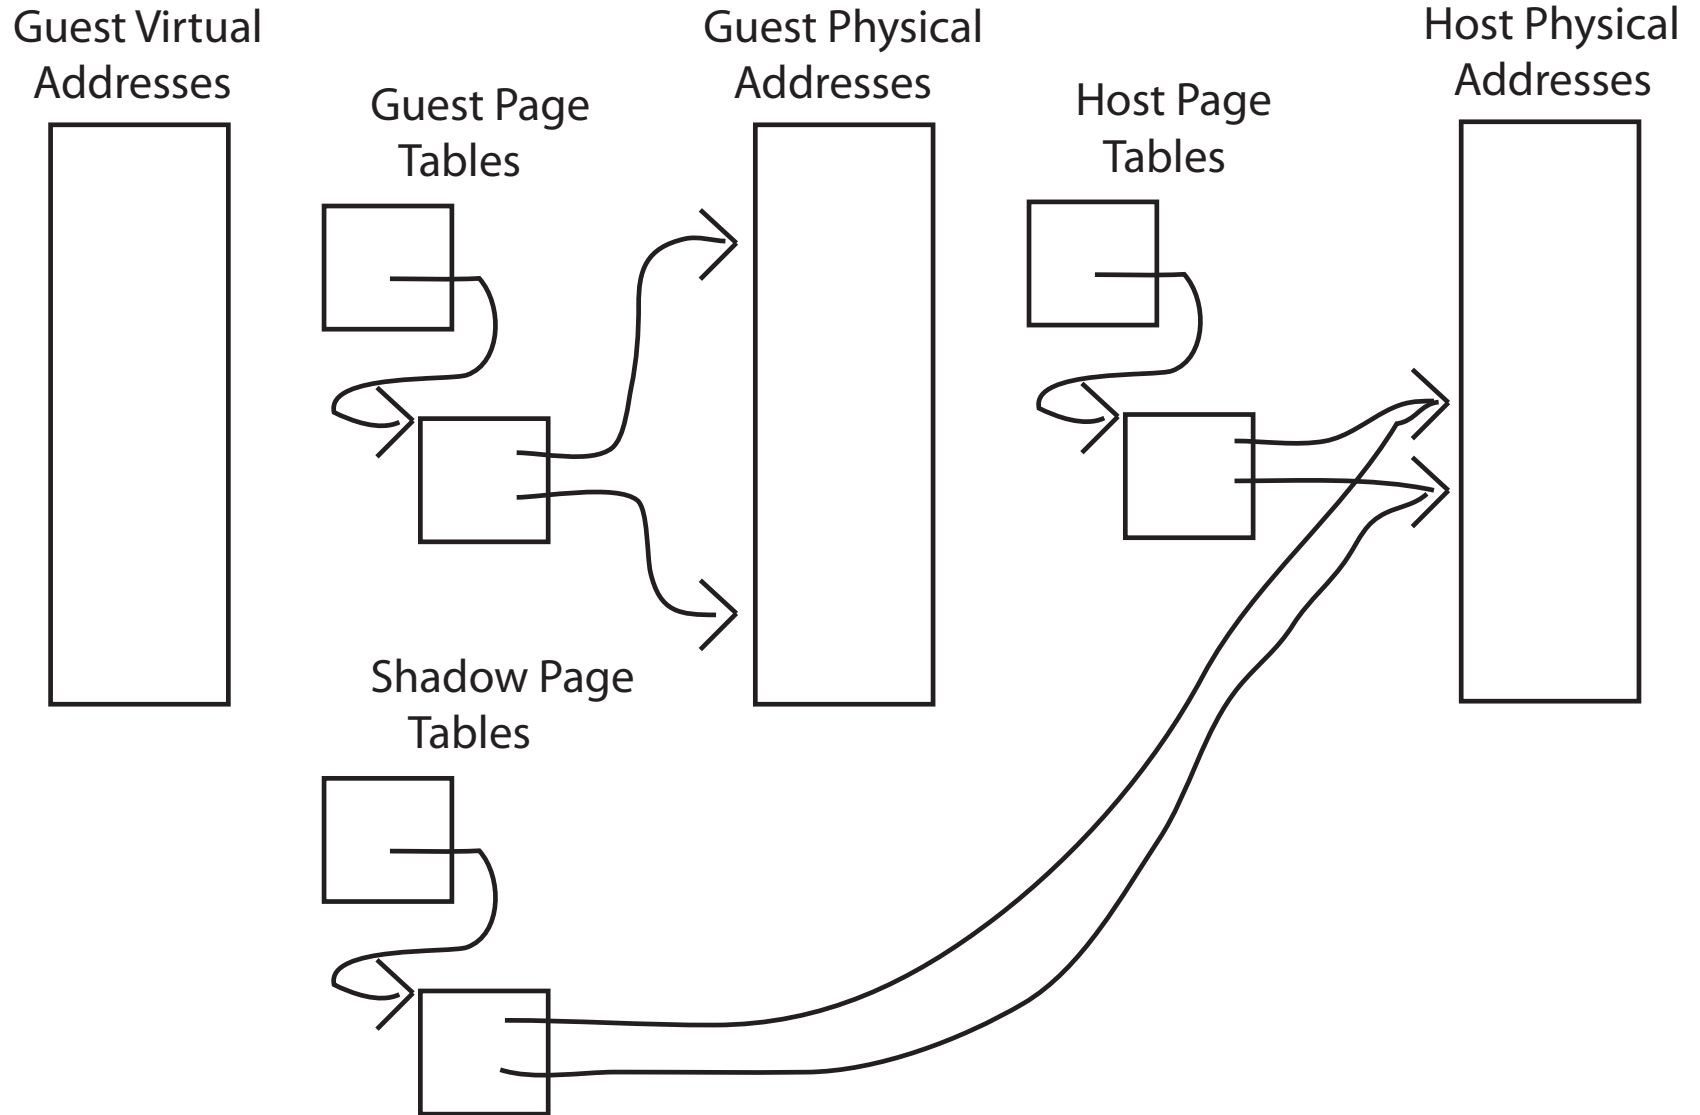 Guest Virtual
Addresses
Guest Page
Tables
Guest Physical
Addresses
Host Page
Tables
Host Physical
Addresses
Shadow Page
Tables